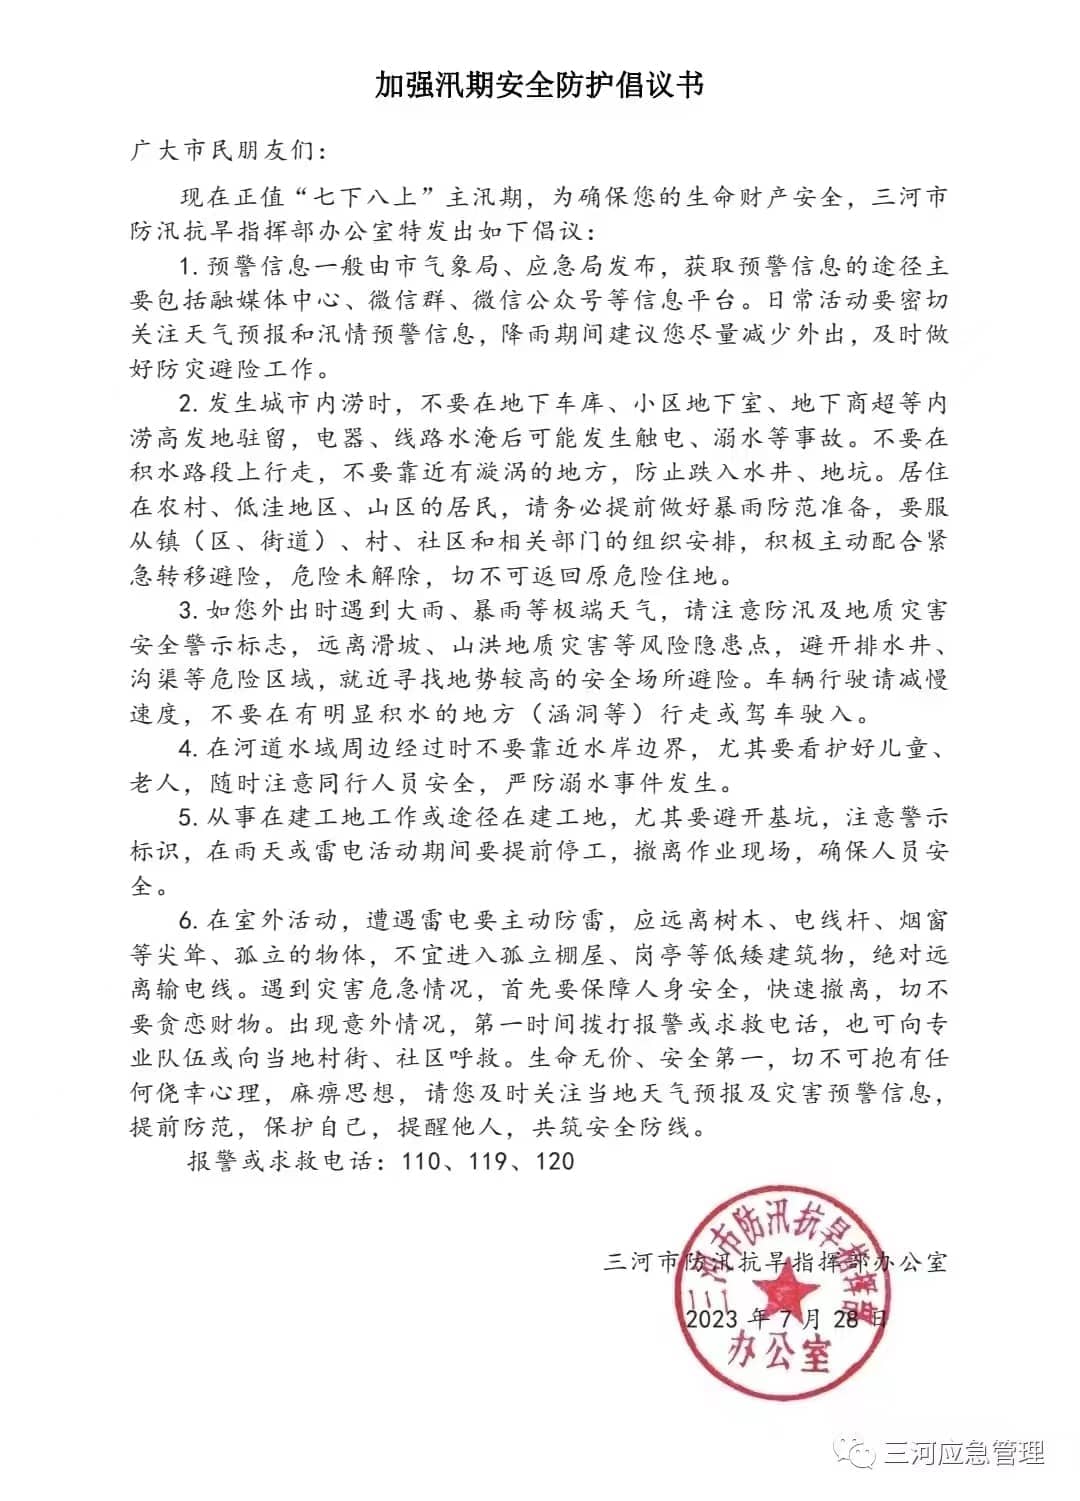 加强汛期安全防护倡议书
广大市民朋友们：
现在正值“七下八上”主汛期，为确保您的生命财产安全，三河市
防汛抗旱指挥部办公室特发出如下倡议：
1.预警信息一般由市气象局、应急局发布，获取预警信息的途径主
要包括融媒体中心、微信群、微信公众号等信息平台。日常活动要密切
关注天气预报和汛情预警信息，降雨期间建议您尽量减少外出，及时做
好防灾避险工作。
2.发生城市内涝时，不要在地下车库、小区地下室、地下商超等内
涝高发地驻留，电器、线路水淹后可能发生触电、溺水等事故。不要在
积水路段上行走，不要靠近有漩涡的地方，防止跌入水井、地坑。居住
在农村、低洼地区、山区的居民，请务必提前做好暴雨防范准备，要服
从镇（区、街道）、村、社区和相关部门的组织安排，积极主动配合紧
急转移避险，危险未解除，切不可返回原危险住地。
3.如您外出时遇到大雨、暴雨等极端天气，请注意防汛及地质灾害
安全警示标志，远离滑坡、山洪地质灾害等风险隐患点，避开排水井、
沟渠等危险区域，就近寻找地势较高的安全场所避险。车辆行驶请减慢
速度，不要在有明显积水的地方（涵洞等）行走或驾车驶入。
4.在河道水域周边经过时不要靠近水岸边界，尤其要看护好儿童、
老人，随时注意同行人员安全，严防溺水事件发生。
5.从事在建工地工作或途径在建工地，尤其要避开基坑，注意警示
标识，在雨天或雷电活动期间要提前停工，撤离作业现场，确保人员安
全。
6.在室外活动，遭遇雷电要主动防雷，应远离树木、电线杆、烟窗
等尖耸、孤立的物体，不宜进入孤立棚屋、岗亭等低矮建筑物，绝对远
离输电线。遇到灾害危急情况，首先要保障人身安全，快速撤离，切不
要贪恋财物。出现意外情况，第一时间拨打报警或求救电话，也可向专
业队伍或向当地村街、社区呼救。生命无价、安全第一，切不可抱有任
何侥幸心理，麻痹思想，请您及时关注当地天气预报及灾害预警信息，
提前防范，保护自己，提醒他人，共筑安全防线。
报警或求救电话：110、119、120
三河市防汛抗旱指挥部办公室
2023 年 7 月 28 日
三河市防汛抗旱指挥部
办公室
三河应急管理